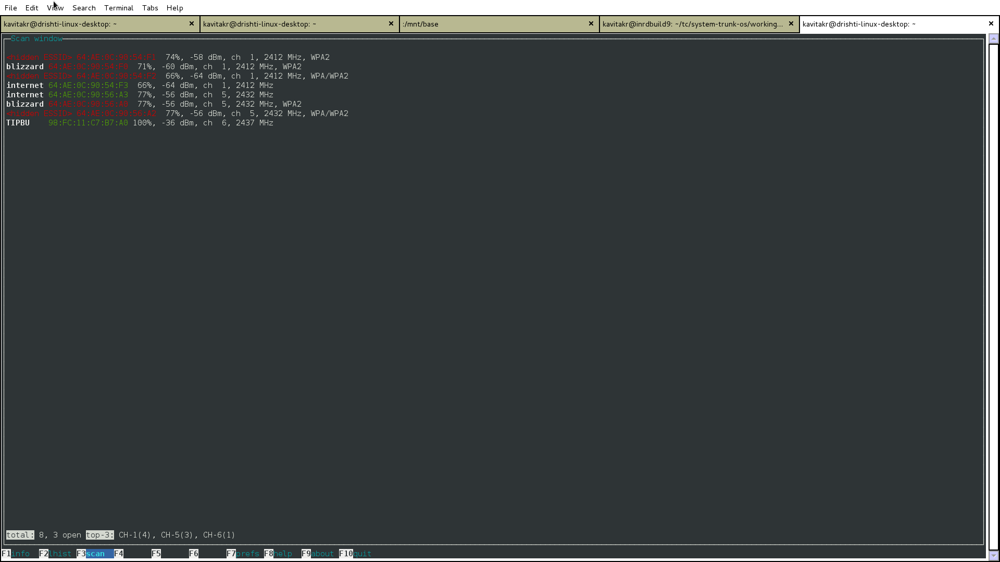 File Edit View Search Terminal Tabs Help
kavitakr@drishti-linux-desktop: ~ × kavitakr@drishti-linux-desktop: ~ × :/mnt/base × kavitakr@inrdbuild9: ~/tc/system-trunk-os/working... × kavitakr@drishti-linux-desktop: ~ ×
Scan window
<hidden ESSID> 64:AE:0C:90:54:F1 74%, -58 dBm, ch 1, 2412 MHz, WPA2
blizzard 64:AE:0C:90:54:F0 71%, -60 dBm, ch 1, 2412 MHz, WPA2
<hidden ESSID> 64:AE:0C:90:54:F2 66%, -64 dBm, ch 1, 2412 MHz, WPA/WPA2
internet 64:AE:0C:90:54:F3 66%, -64 dBm, ch 1, 2412 MHz
internet 64:AE:0C:90:56:A3 77%, -56 dBm, ch 5, 2432 MHz
blizzard 64:AE:0C:90:56:A0 77%, -56 dBm, ch 5, 2432 MHz, WPA2
<hidden ESSID> 64:AE:0C:90:56:A2 77%, -56 dBm, ch 5, 2432 MHz, WPA/WPA2
TIPBU 98:FC:11:C7:B7:A0 100%, -36 dBm, ch 6, 2437 MHz
total: 8, 3 open top-3: CH-1(4), CH-5(3), CH-6(1)
F1info F2lhist F3scan F4 F5 F6 F7prefs F8help F9about F10quit